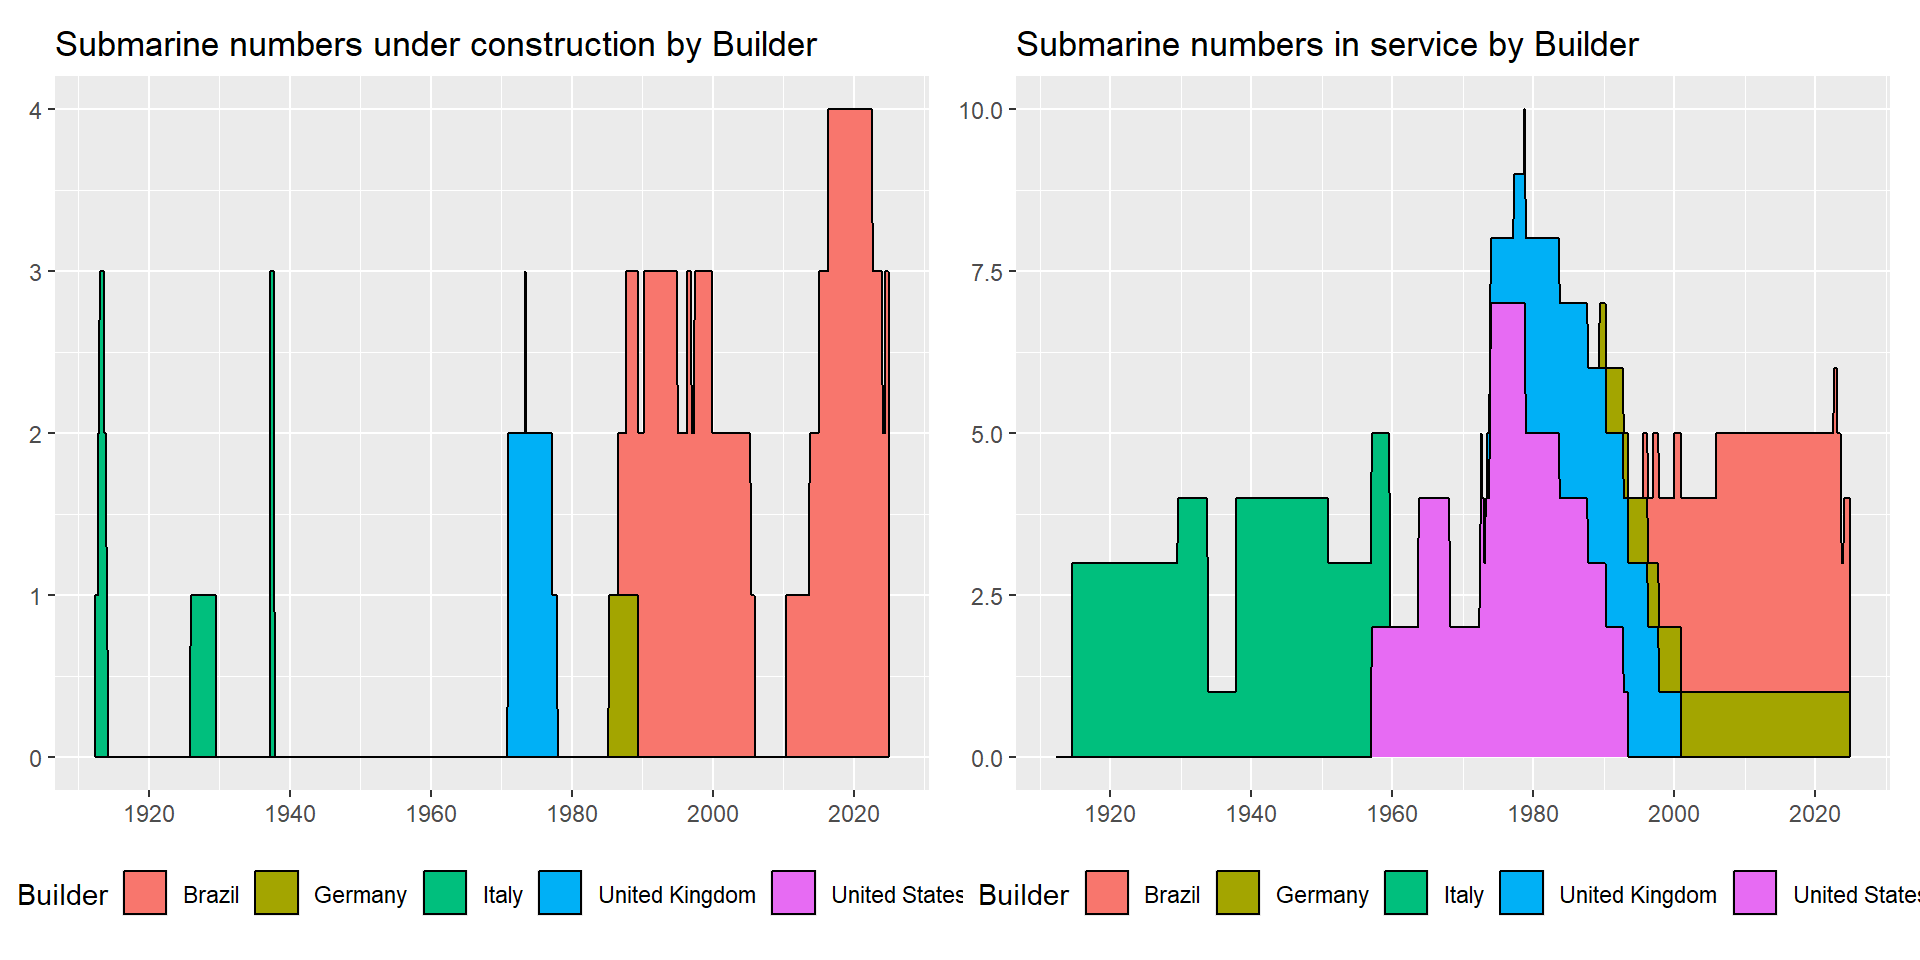 Submarine numbers under construction by Builder
4
3
2
1
0
1920 1940 1960 1980 2000 2020
Builder Brazil Germany Italy United Kingdom United States
Submarine numbers in service by Builder
10.0
7.5
5.0
2.5
0.0
1920 1940 1960 1980 2000 2020
Builder Brazil Germany Italy United Kingdom United States